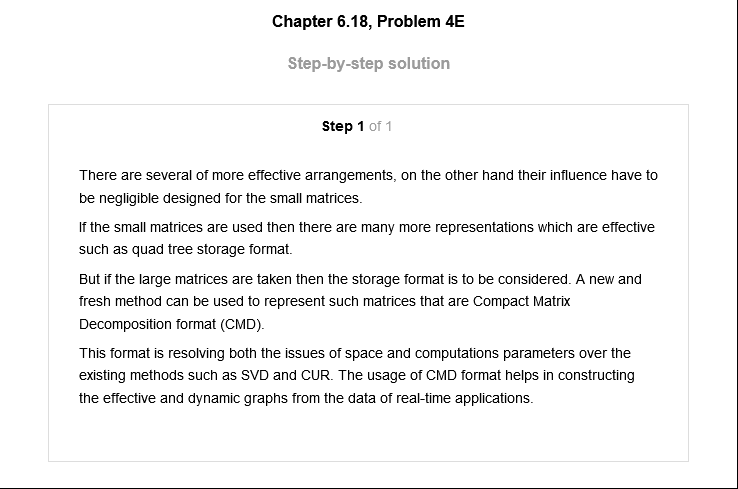 Chapter 6.18, Problem 4E
Step-by-step solution
Step 1 of 1
There are several of more effective arrangements, on the other hand their influence have to
be negligible designed for the small matrices.
If the small matrices are used then there are many more representations which are effective
such as quad tree storage format.
But if the large matrices are taken then the storage format is to be considered. A new and
fresh method can be used to represent such matrices that are Compact Matrix
Decomposition format (CMD).
This format is resolving both the issues of space and computations parameters over the
existing methods such as SVD and CUR. The usage of CMD format helps in constructing
the effective and dynamic graphs from the data of real-time applications.